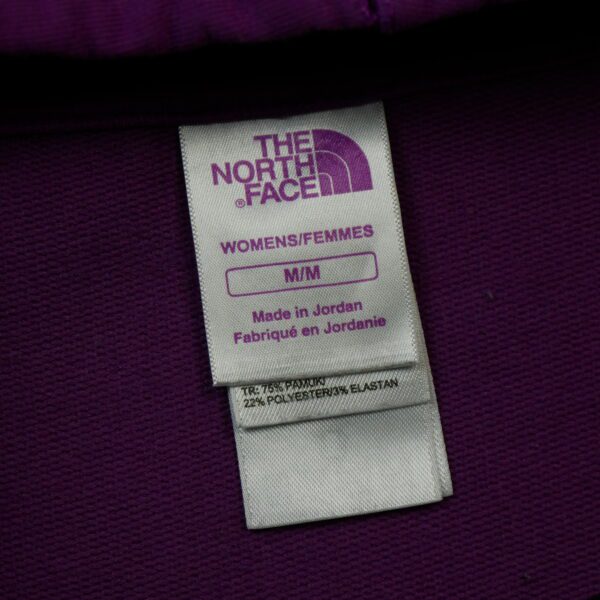 THE
NORTH
®FACE
WOMENS/FEMMES
M/M
Made in Jordan
Fabriqué en Jordanie
TR: 75% PAMUK/
22% POLYESTER/3% ELASTAN